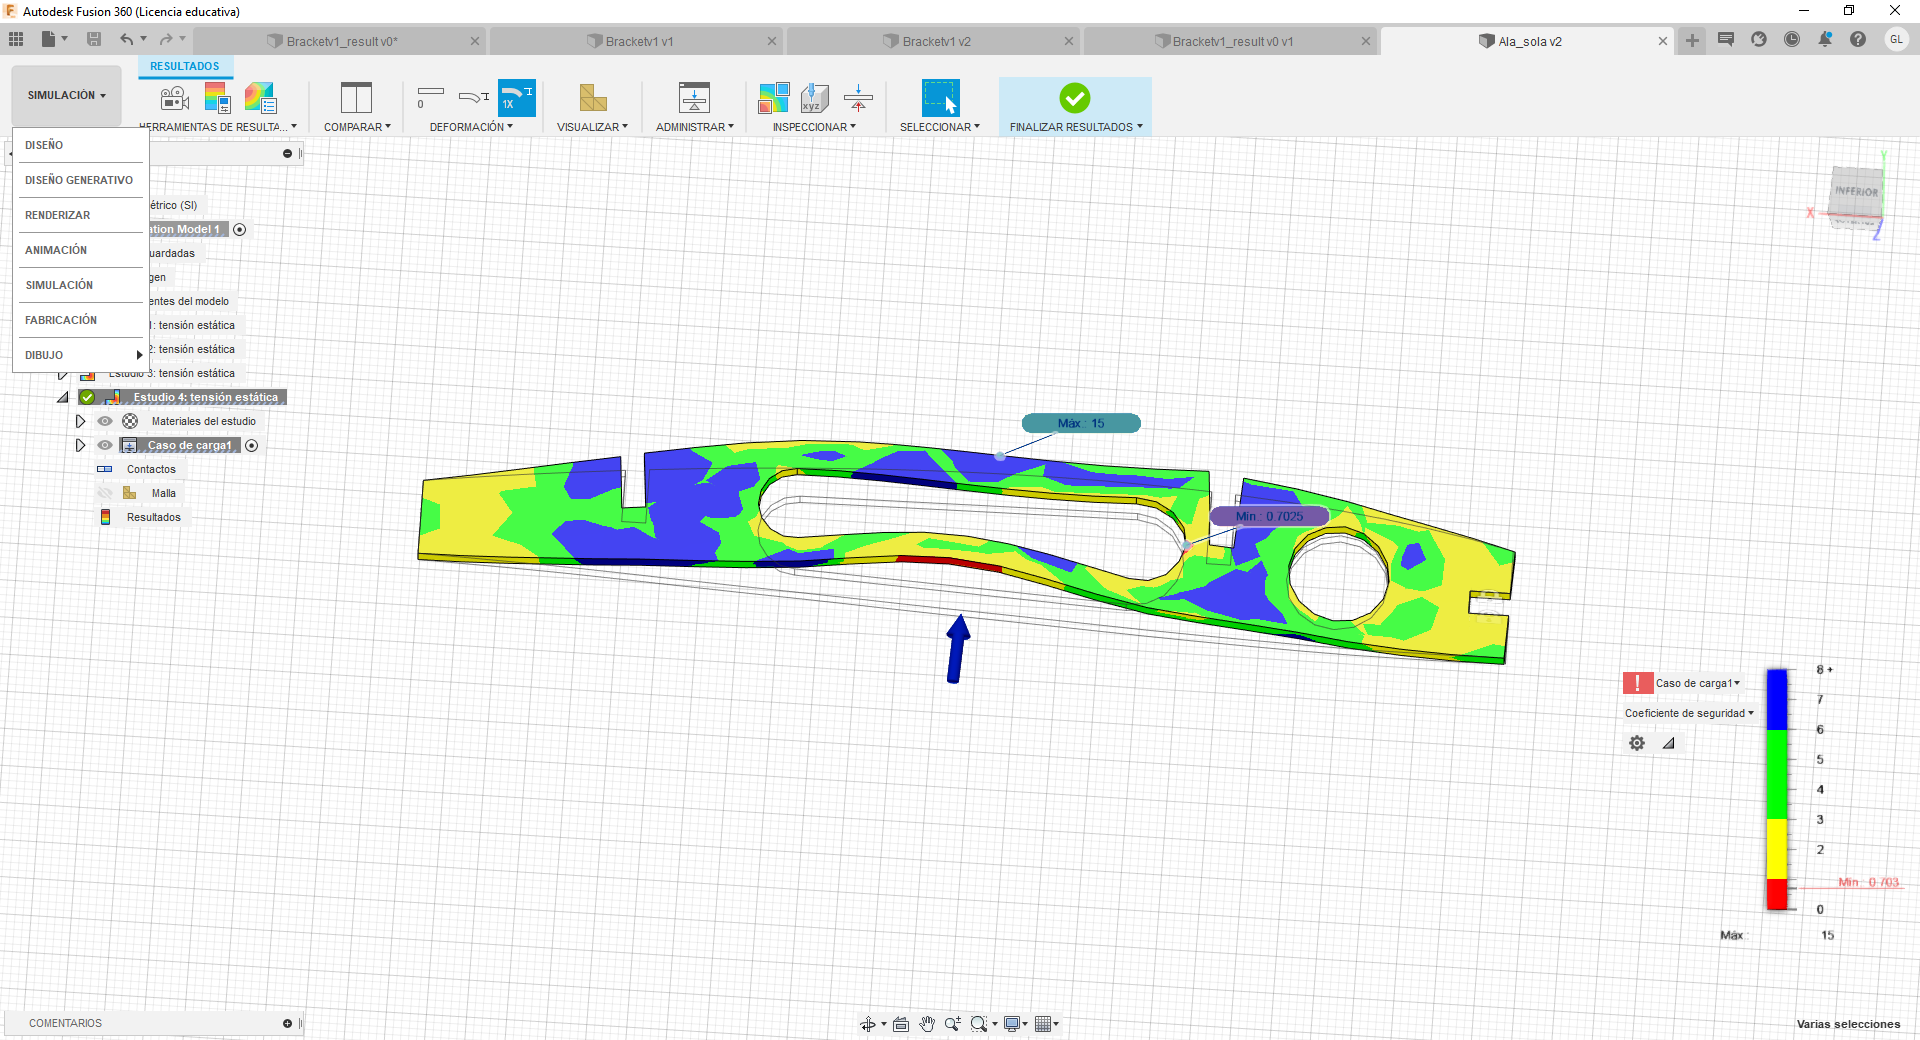 Autodesk Fusion 360 (Licencia educativa)
Bracketv1_result v0*
Bracketv1 v1
Bracketv1 v2
Bracketv1_result v0 v1
Ala_sola v2
GL
RESULTADOS
SIMULACIÓN
HERRAMIENTAS DE RESULTA...
COMPARAR
DEFORMACIÓN
VISUALIZAR
ADMINISTRAR
INSPECCIONAR
SELECCIONAR
FINALIZAR RESULTADOS
0
1X
xyz
DISEÑO
DISEÑO GENERATIVO
RENDERIZAR
ANIMACIÓN
SIMULACIÓN
FABRICACIÓN
DIBUJO
étrico (SI)
ation Model 1
uardadas
gen
entes del modelo
1: tensión estática
2: tensión estática
Estudio 3: tensión estática
Estudio 4: tensión estática
Materiales del estudio
Caso de carga1
Contactos
Malla
Resultados
INFERIOR
Y
X
Z
Máx.: 15
Mín.: 0.7025
Caso de carga1
Coeficiente de seguridad
8 +
7
6
5
4
3
2
Mín.: 0.703
0
Máx.: 15
COMENTARIOS
Varias selecciones